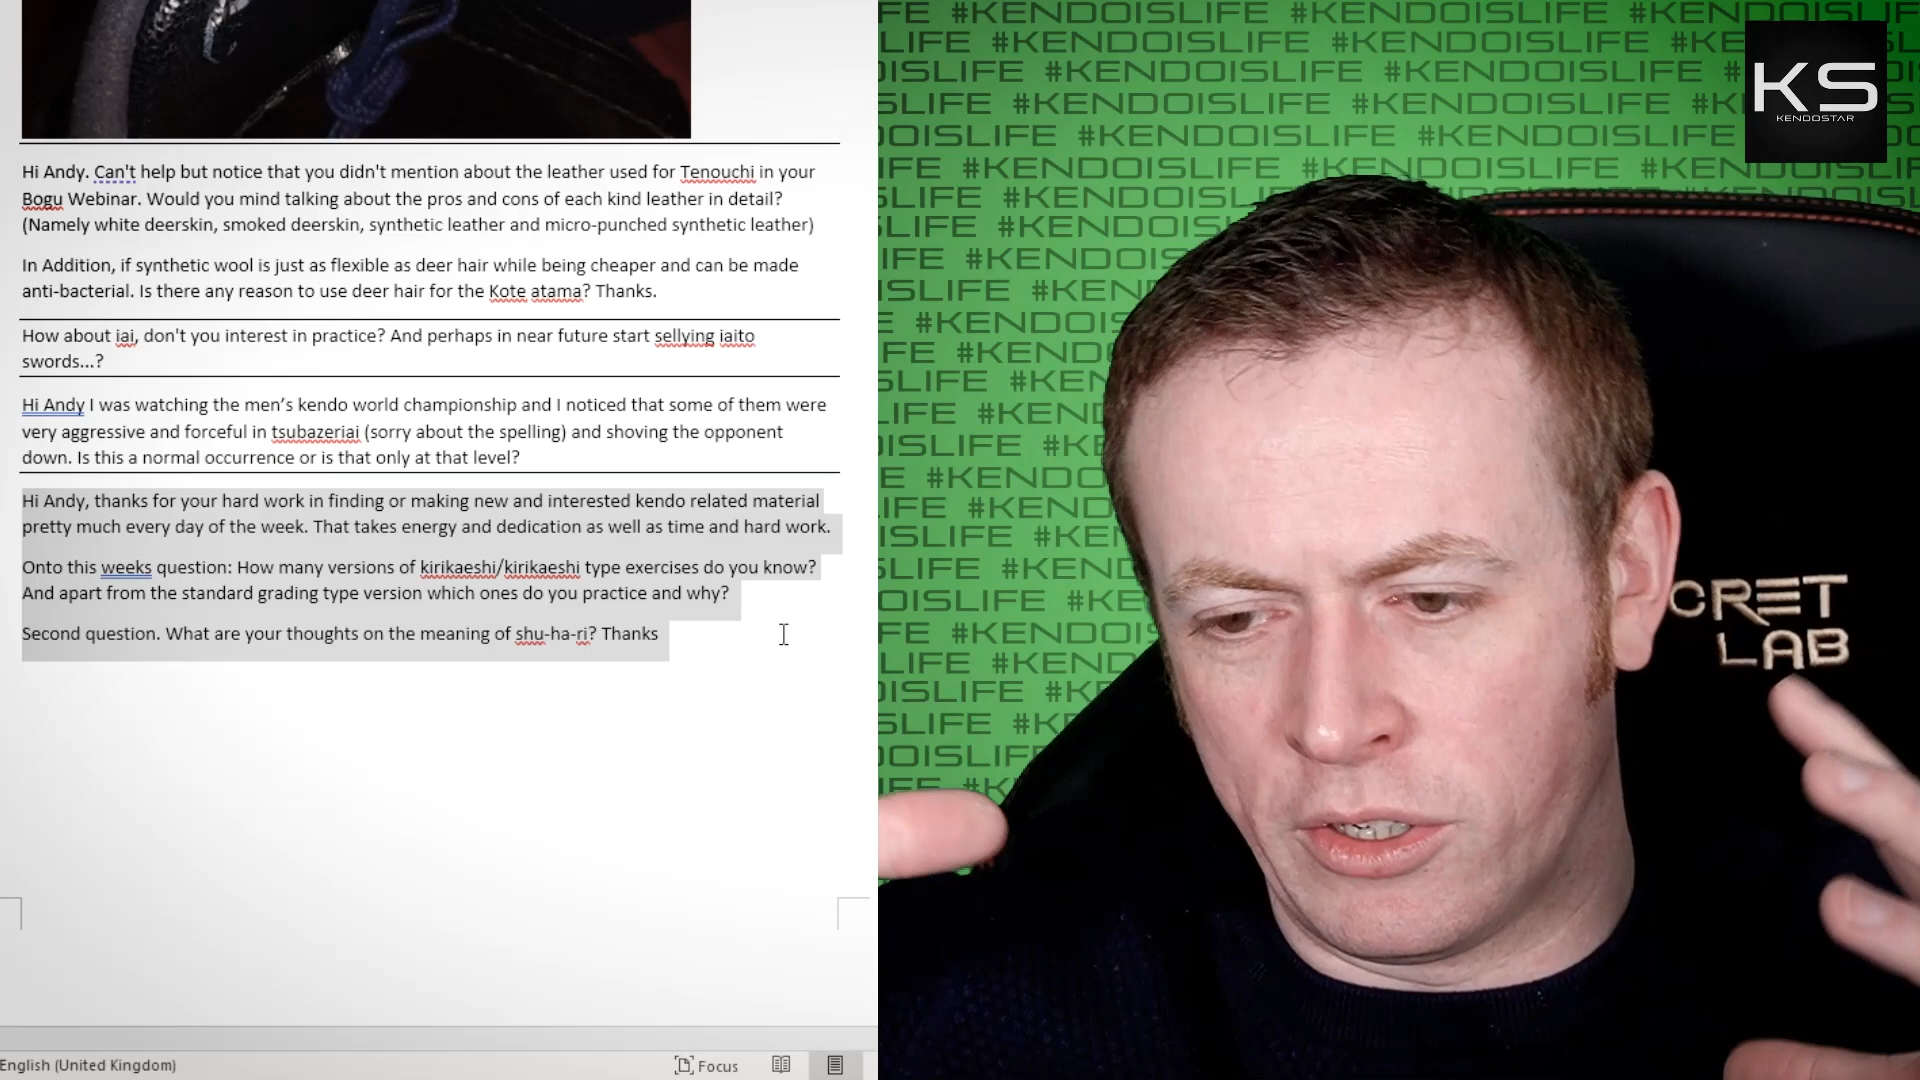 Hi Andy. Can't help but notice that you didn't mention about the leather used for Tenouchi in your
Bogu Webinar. Would you mind talking about the pros and cons of each kind leather in detail?
(Namely white deerskin, smoked deerskin, synthetic leather and micro-punched synthetic leather)
In Addition, if synthetic wool is just as flexible as deer hair while being cheaper and can be made
anti-bacterial. Is there any reason to use deer hair for the Kote atama? Thanks.
How about iai, don't you interest in practice? And perhaps in near future start sellying iaito
swords...?
Hi Andy I was watching the men’s kendo world championship and I noticed that some of them were
very aggressive and forceful in tsubazeriai (sorry about the spelling) and shoving the opponent
down. Is this a normal occurrence or is that only at that level?
Hi Andy, thanks for your hard work in finding or making new and interested kendo related material
pretty much every day of the week. That takes energy and dedication as well as time and hard work.
Onto this weeks question: How many versions of kirikaeshi/kirikaeshi type exercises do you know?
And apart from the standard grading type version which ones do you practice and why?
Second question. What are your thoughts on the meaning of shu-ha-ri? Thanks
English (United Kingdom)
Focus
KS
KENDOSTAR
#KENDOISLIFE #KENDOISLIFE #KENDOISLIFE
CRET
LAB